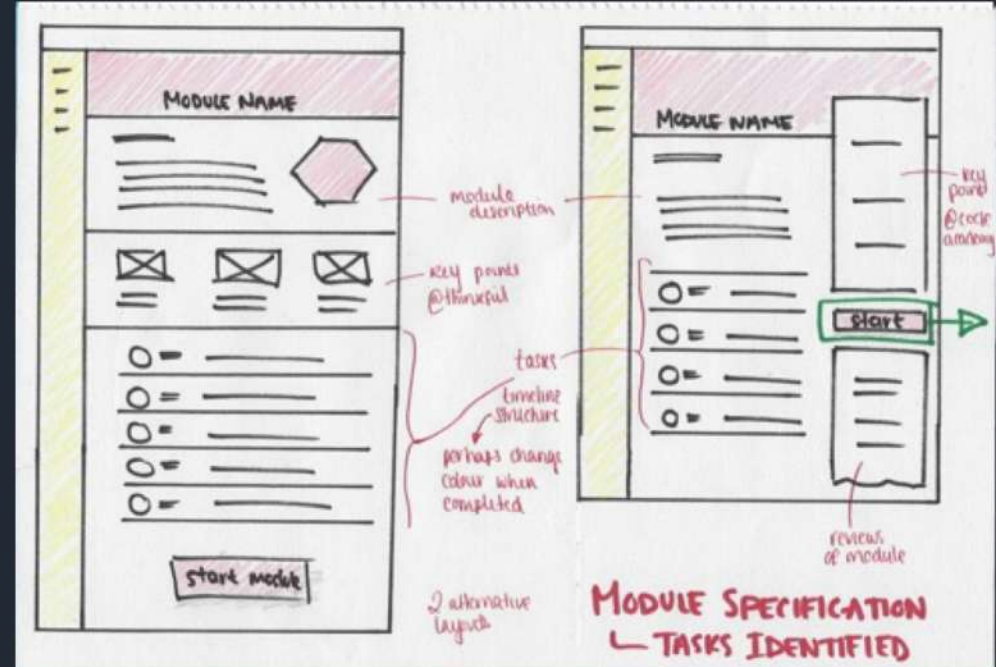 MODULE NAME
module
description
key points
@thinkful
tasks
timeline
structure
perhaps change
colour when
completed
start module
2 alternative
layouts
MODULE NAME
key
points
@code
start
reviews
of module
MODULE SPECIFICATION
TASKS IDENTIFIED